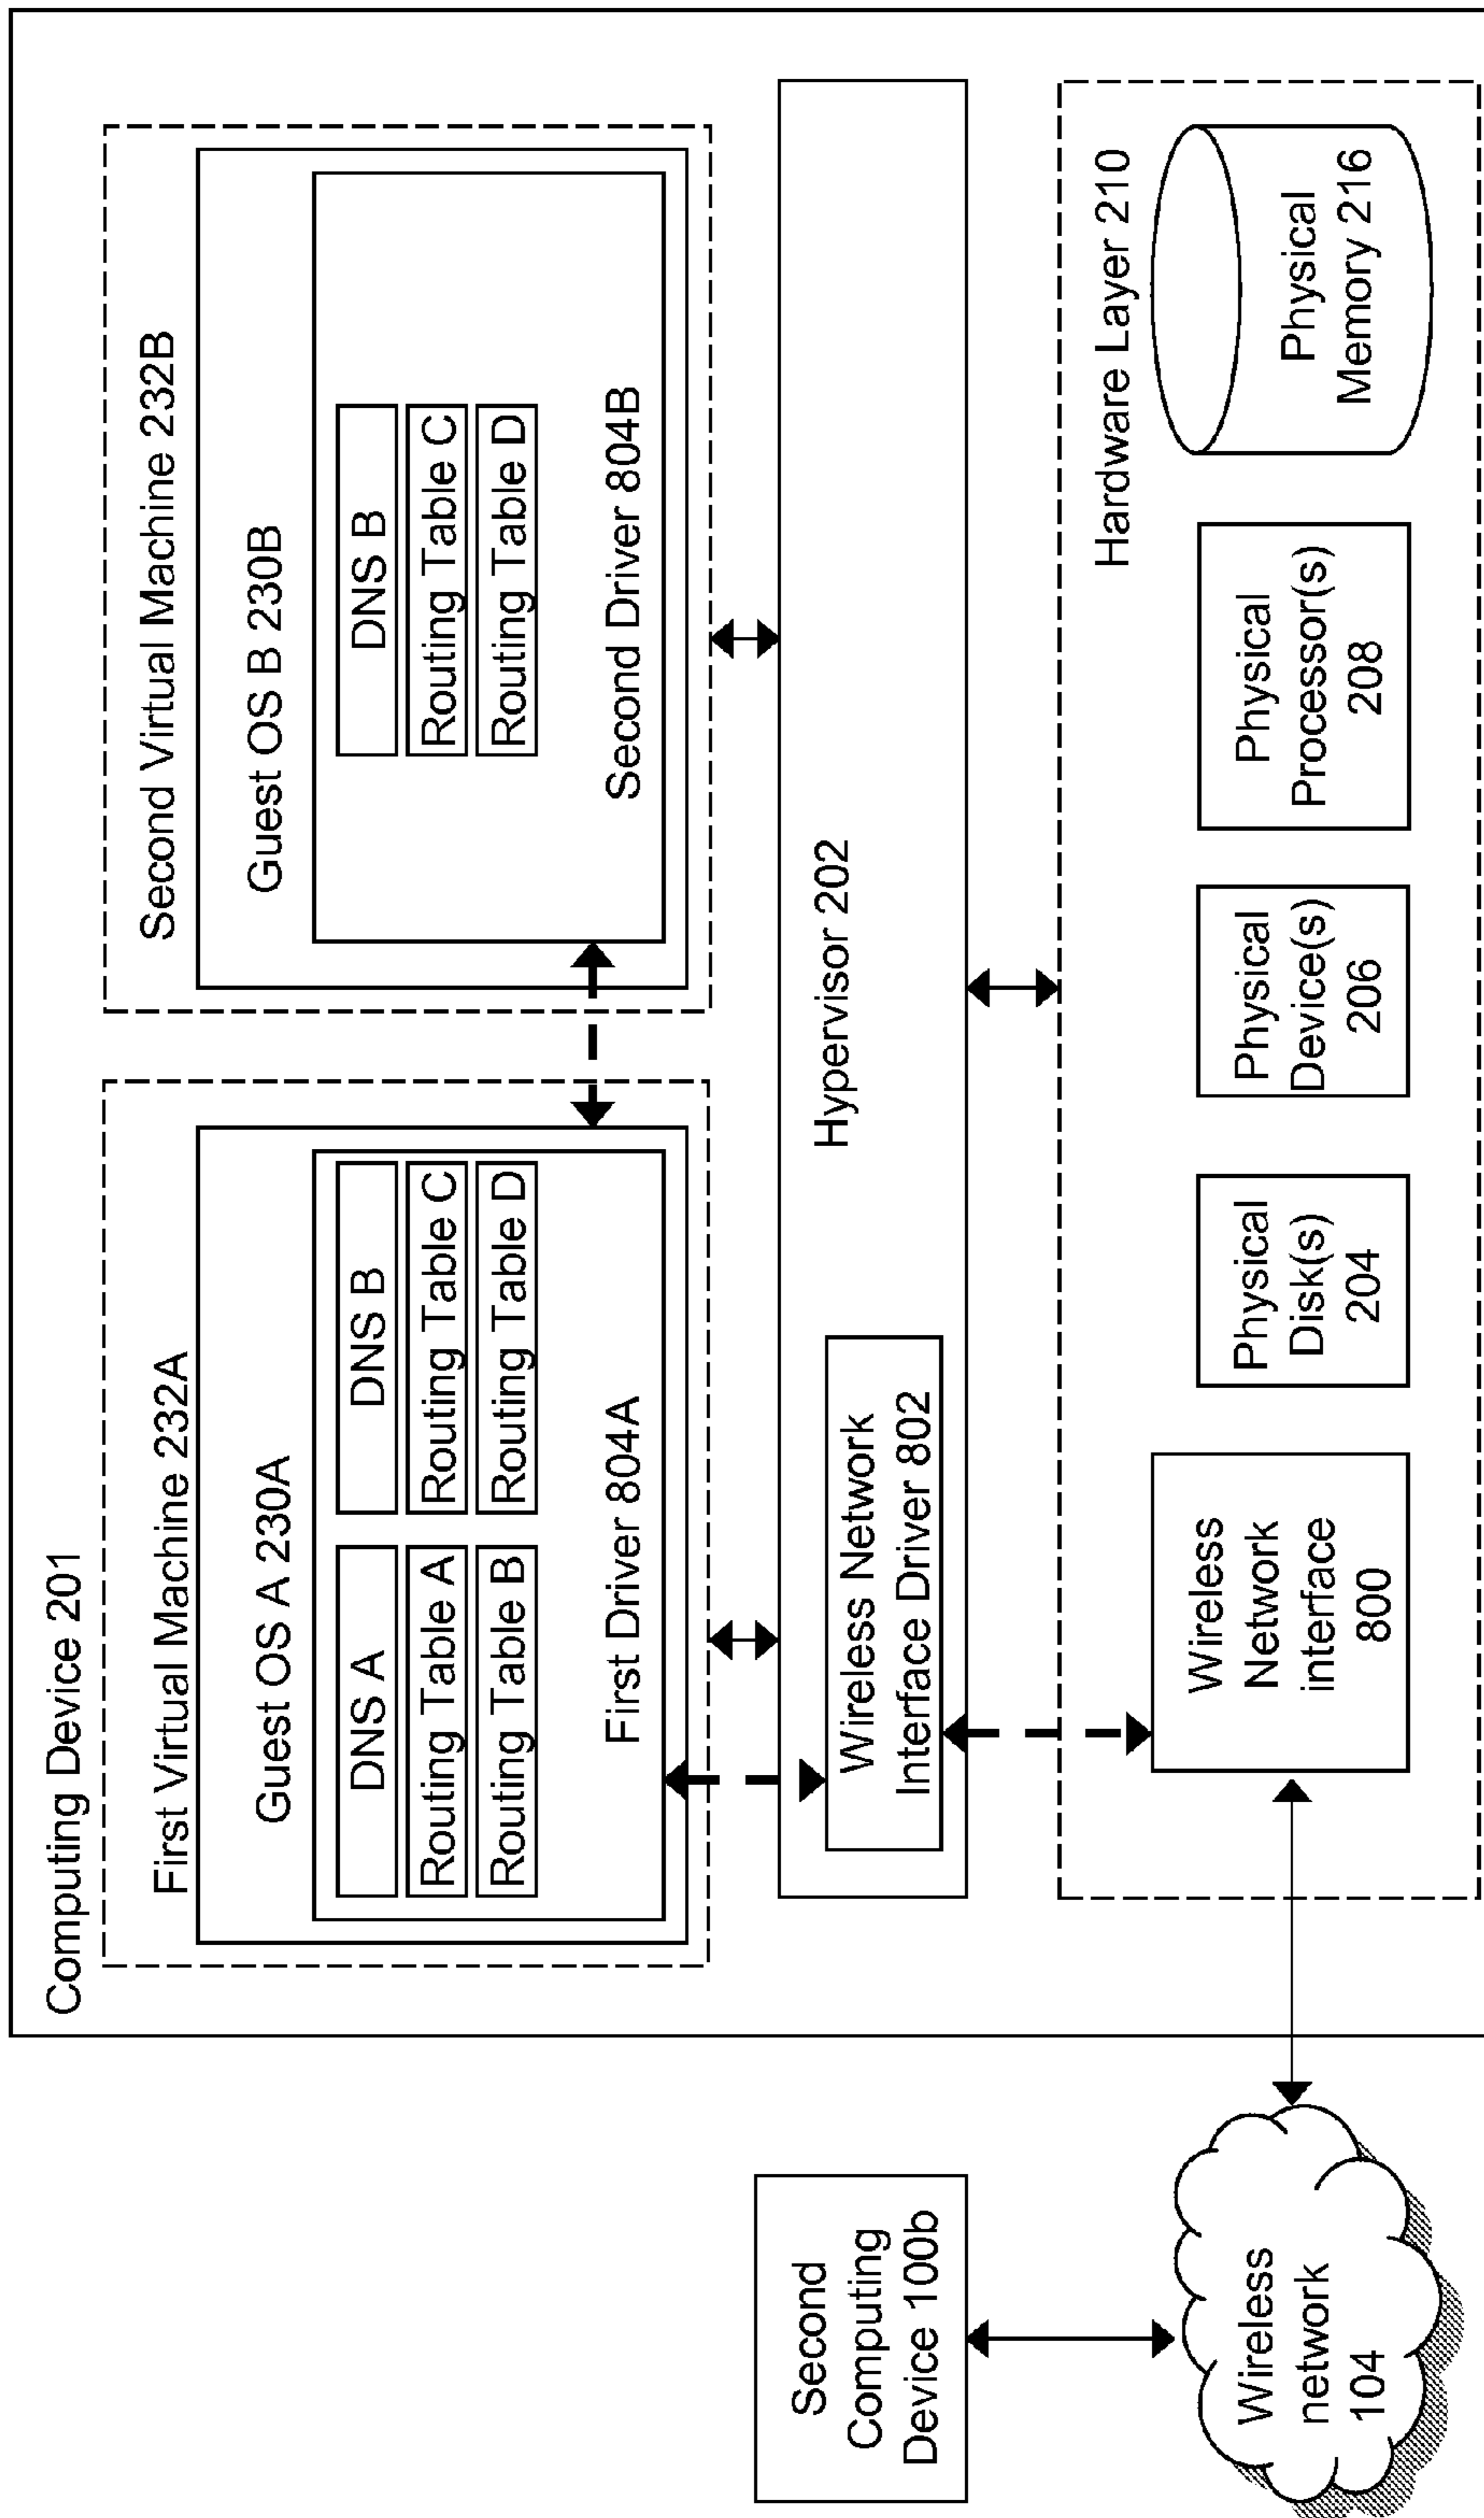 Computing Device 201
First Virtual Machine 232A
Guest OS A 230A
DNS A
Routing Table A
Routing Table B
DNS B
Routing Table C
Routing Table D
First Driver 804A
Second Virtual Machine 232B
Guest OS B 230B
DNS B
Routing Table C
Routing Table D
Second Driver 804B
Hypervisor 202
Wireless Network
Interface Driver 802
Hardware Layer 210
Wireless
Network
interface
800
Physical
Disk(s)
204
Physical
Device(s)
206
Physical
Processor(s)
208
Physical
Memory 216
Second
Computing
Device 100b
Wireless
network
104